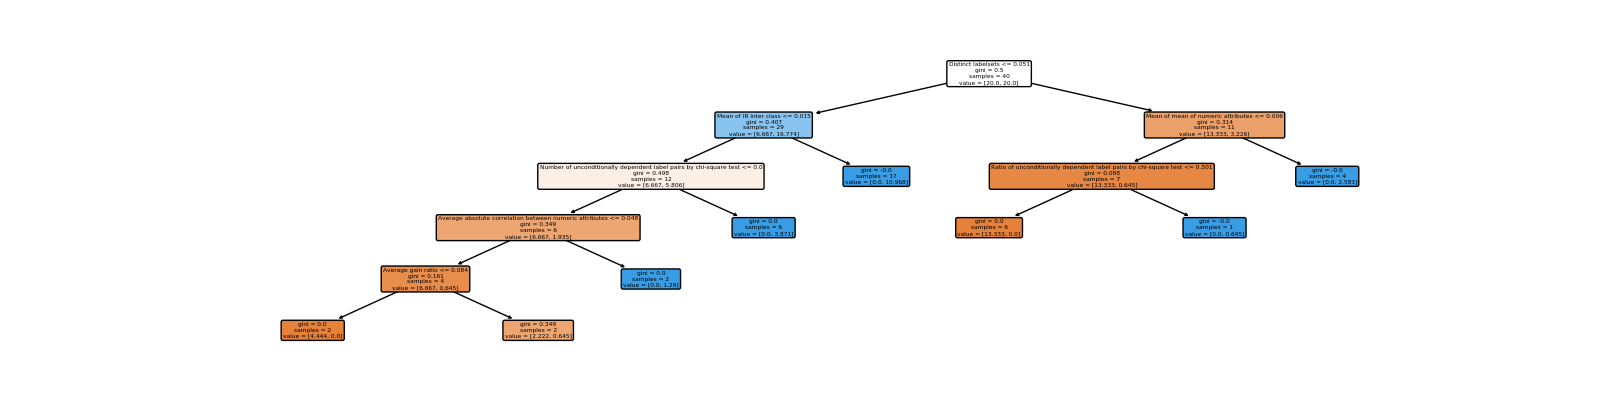 Distinct labelsets <= 0.051
gini = 0.5
samples = 40
value = [20.0, 20.0]
Mean of IR inter class <= 0.015
gini = 0.407
samples = 29
value = [6.667, 16.774]
Mean of mean of numeric attributes <= 0.006
gini = 0.314
samples = 11
value = [13.333, 3.226]
Number of unconditionally dependent label pairs by chi-square test <= 0.0
gini = 0.498
samples = 12
value = [6.667, 5.806]
gini = -0.0
samples = 17
value = [0.0, 10.968]
Ratio of unconditionally dependent label pairs by chi-square test <= 0.501
gini = 0.088
samples = 7
value = [13.333, 0.645]
gini = -0.0
samples = 4
value = [0.0, 2.581]
Average absolute correlation between numeric attributes <= 0.048
gini = 0.349
samples = 6
value = [6.667, 1.935]
gini = 0.0
samples = 6
value = [0.0, 3.871]
gini = 0.0
samples = 6
value = [13.333, 0.0]
gini = -0.0
samples = 1
value = [0.0, 0.645]
Average gain ratio <= 0.084
gini = 0.161
samples = 4
value = [6.667, 0.645]
gini = 0.0
samples = 2
value = [0.0, 1.29]
gini = 0.0
samples = 2
value = [4.444, 0.0]
gini = 0.349
samples = 2
value = [2.222, 0.645]